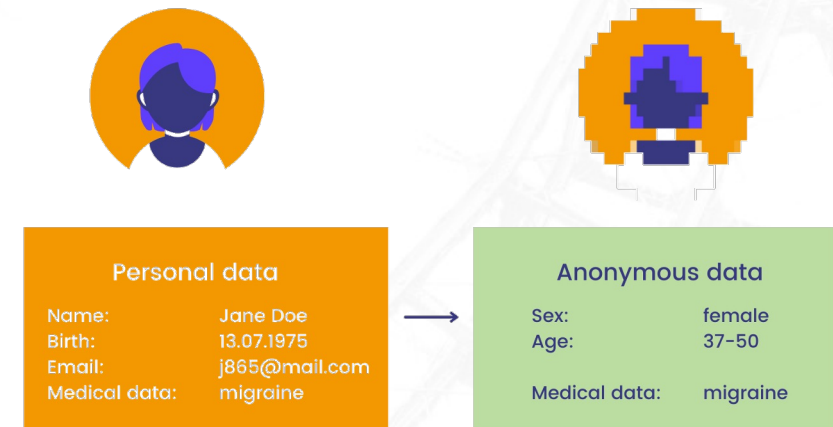 Personal data
Name: Jane Doe
Birth: 13.07.1975
Email: j865@mail.com
Medical data: migraine
Anonymous data
Sex: female
Age: 37-50
Medical data: migraine